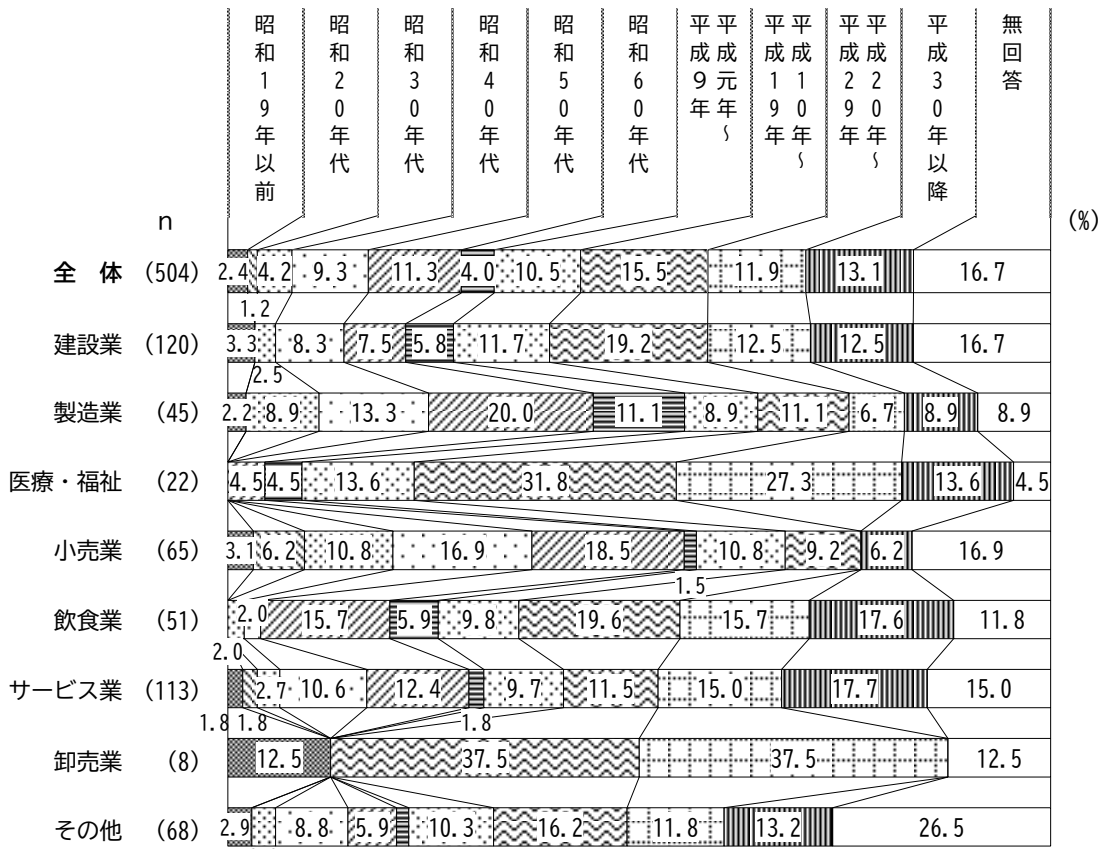 昭和19年以前
昭和20年代
昭和30年代
昭和40年代
昭和50年代
昭和60年代
平成元年～
平成9年
平成10年～
平成19年
平成20年～
平成29年
平成30年以降
無回答
n
(%)
全 体 (504) 2.4 4.2 9.3 11.3 4.0 10.5 15.5 11.9 13.1 16.7
1.2
建設業 (120) 3.3 8.3 7.5 5.8 11.7 19.2 12.5 12.5 16.7
2.5
製造業 (45) 2.2 8.9 13.3 20.0 11.1 8.9 11.1 6.7 8.9 8.9
医療・福祉 (22) 4.5 4.5 13.6 31.8 27.3 13.6 4.5
小売業 (65) 3.1 6.2 10.8 16.9 18.5 10.8 9.2 6.2 16.9
1.5
飲食業 (51) 2.0 15.7 5.9 9.8 19.6 15.7 17.6 11.8
2.0
サービス業 (113) 2.7 10.6 12.4 9.7 11.5 15.0 17.7 15.0
1.8 1.8 1.8
卸売業 (8) 12.5 37.5 37.5 12.5
その他 (68) 2.9 8.8 5.9 10.3 16.2 11.8 13.2 26.5